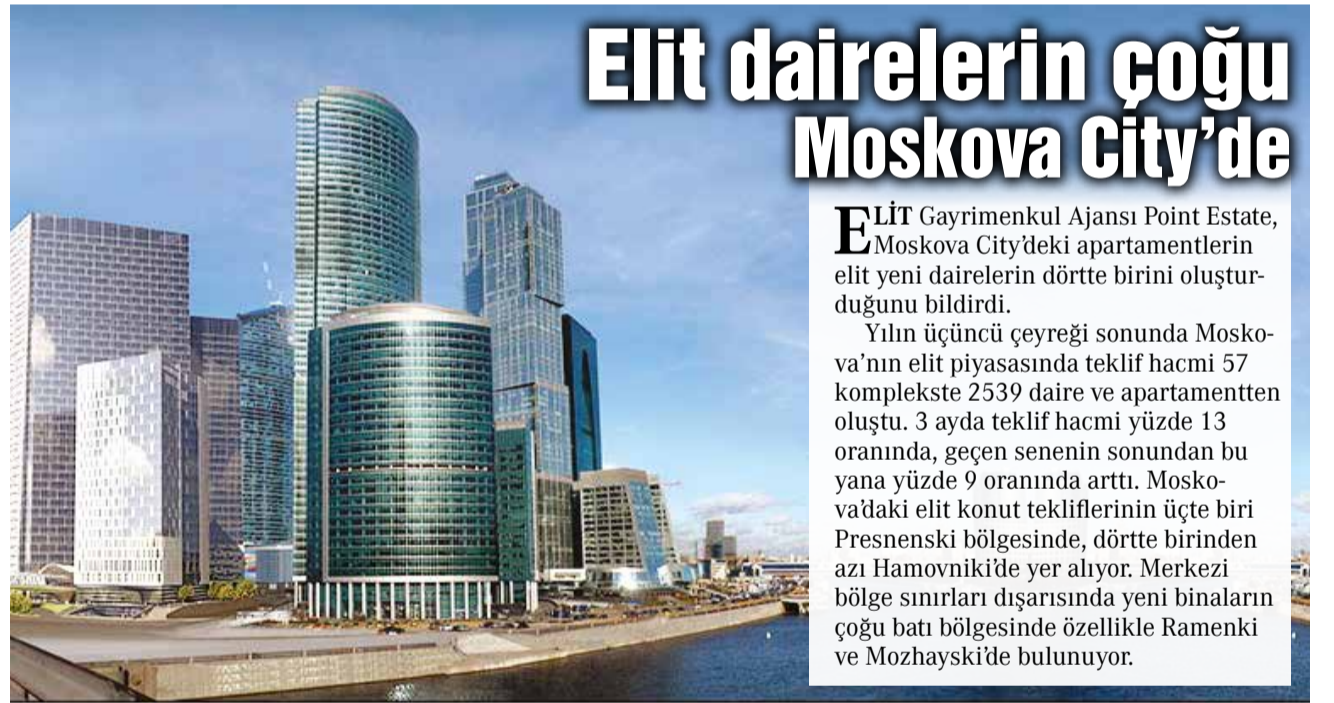 Elit dairelerin çoğu
Moskova City’de
ELİT Gayrimenkul Ajansı Point Estate,
Moskova City’deki apartamentlerin
elit yeni dairelerin dörtte birini oluştur-
duğunu bildirdi.
Yılın üçüncü çeyreği sonunda Mosko-
va’nın elit piyasasında teklif hacmi 57
komplekste 2539 daire ve apartamentten
oluştu. 3 ayda teklif hacmi yüzde 13
oranında, geçen senenin sonundan bu
yana yüzde 9 oranında arttı. Mosko-
va’daki elit konut tekliflerinin üçte biri
Presnenski bölgesinde, dörtte birinden
azı Hamovniki’de yer alıyor. Merkezi
bölge sınırları dışarısında yeni binaların
çoğu batı bölgesinde özellikle Ramenki
ve Mozhayski’de bulunuyor.